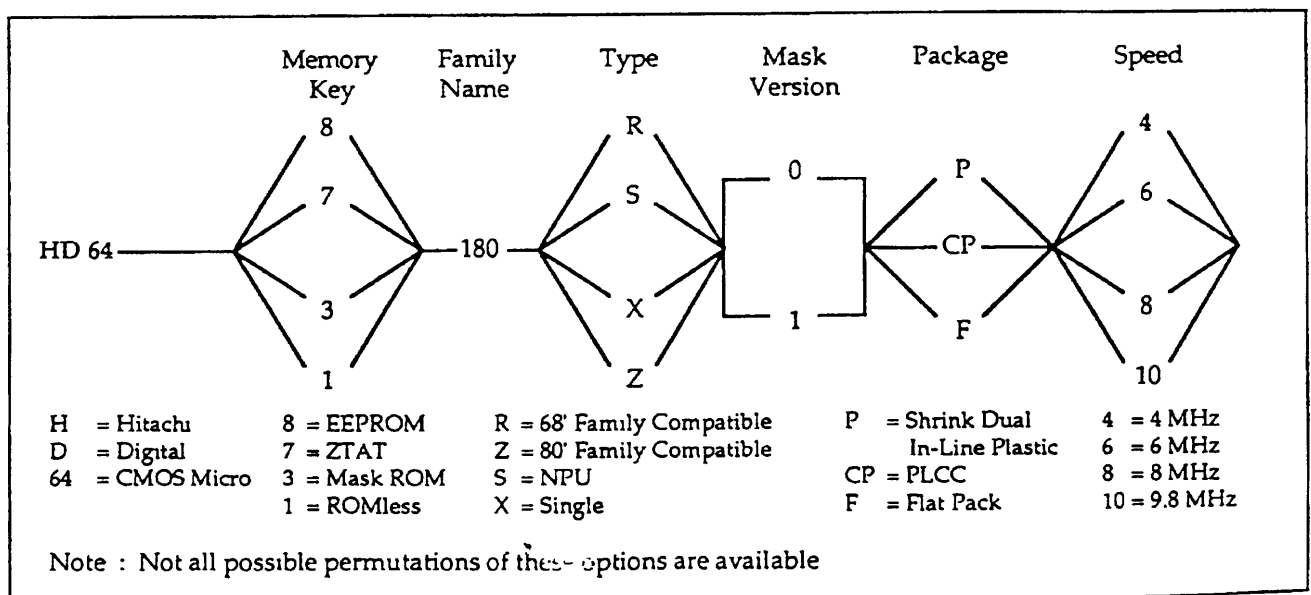 Memory Key
Family Name
Type
Mask Version
Package
Speed
HD 64
8
7
3
1
180
R
S
X
Z
0
1
P
CP
F
4
6
8
10
H = Hitachi
D = Digital
64 = CMOS Micro
8 = EEPROM
7 = ZTAT
3 = Mask ROM
1 = ROMless
R = 68' Family Compatible
Z = 80' Family Compatible
S = NPU
X = Single
P = Shrink Dual
In-Line Plastic
CP = PLCC
F = Flat Pack
4 = 4 MHz
6 = 6 MHz
8 = 8 MHz
10 = 9.8 MHz
Note : Not all possible permutations of these options are available